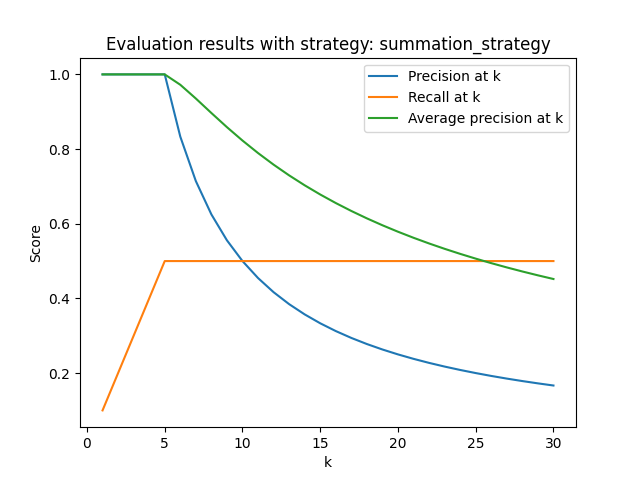 Evaluation results with strategy: summation_strategy
Precision at k
Recall at k
Average precision at k
1.0
0.8
0.6
0.4
0.2
Score
0
5
10
15
20
25
30
k